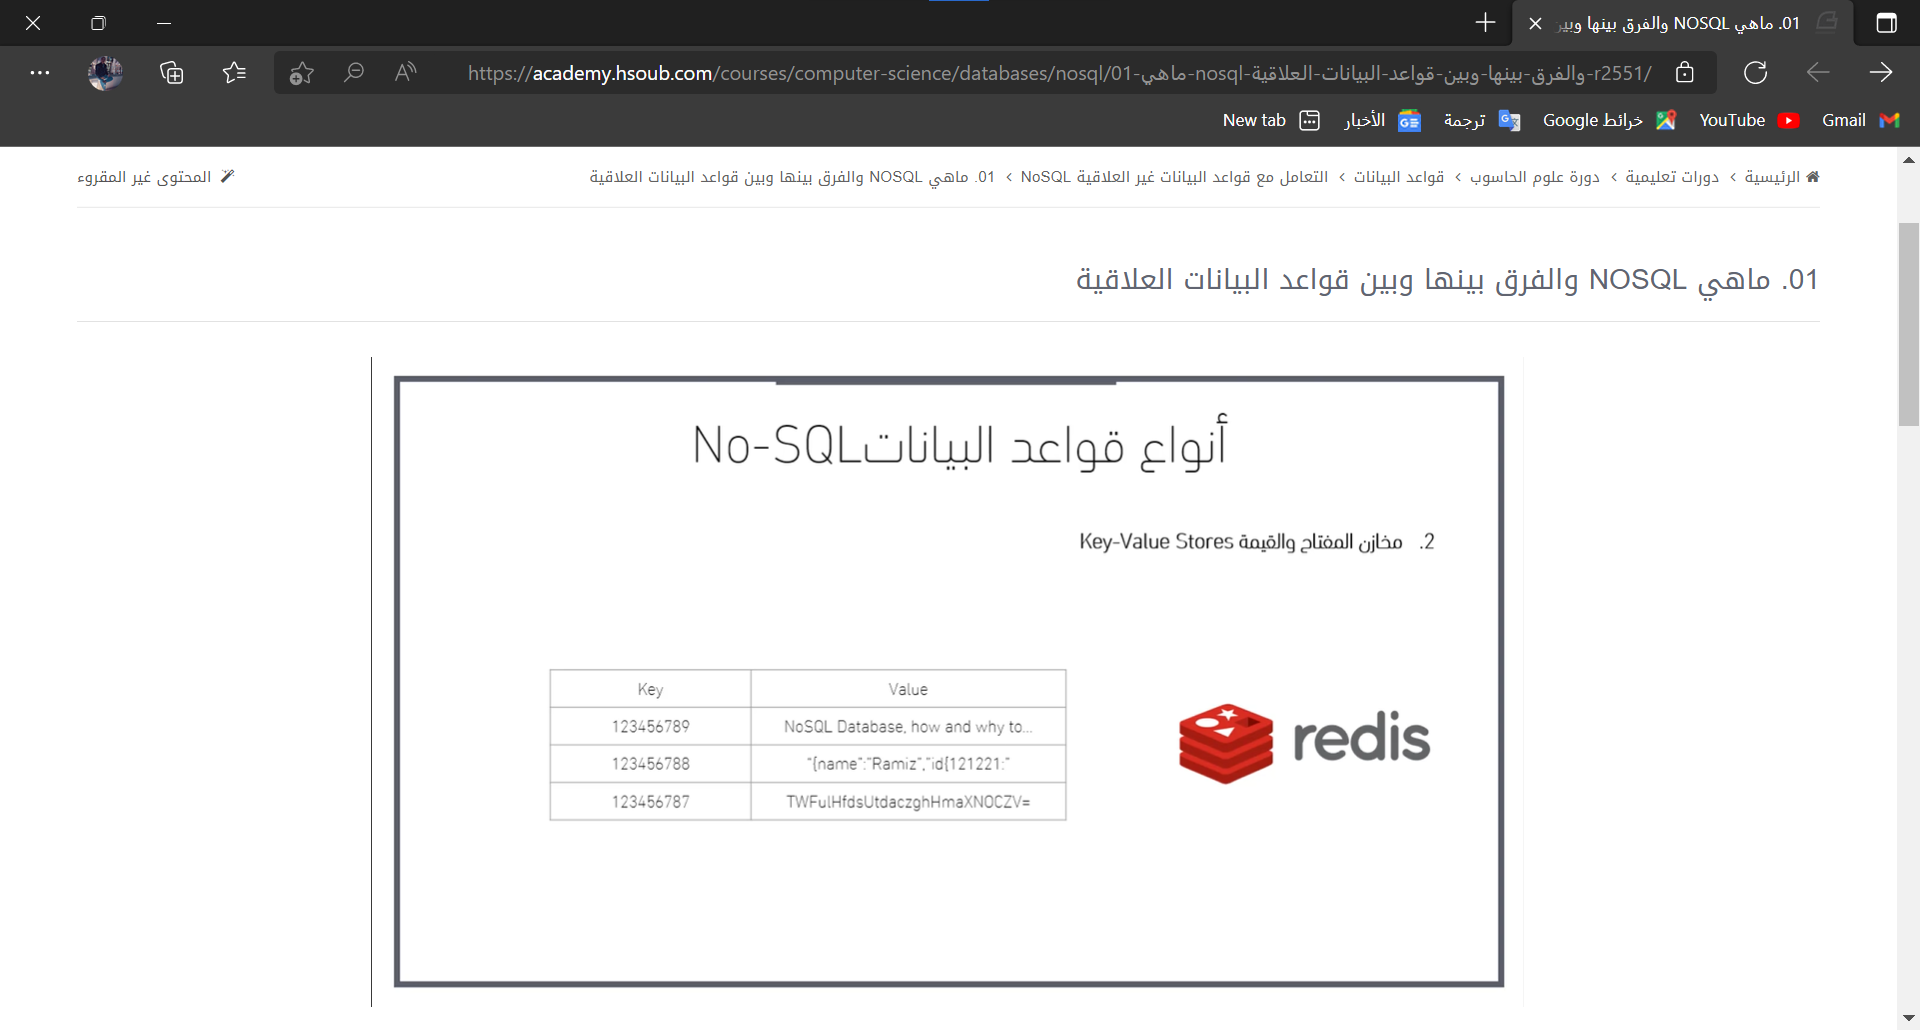 01. ماهي NOSQL والفرق بينها وبير
https://academy.hsoub.com/courses/computer-science/databases/nosql/01-ماهي-nosql-والفرق-بينها-وبين-قواعد-البيانات-العلاقية-r2551/
Gmail YouTube خرائط Google ترجمة الأخبار New tab
الرئيسية › دورات تعليمية › دورة علوم الحاسوب › قواعد البيانات › التعامل مع قواعد البيانات غير العلاقية NoSQL › 01. ماهي NOSQL والفرق بينها وبين قواعد البيانات العلاقية
المحتوى غير المقروء
01. ماهي NOSQL والفرق بينها وبين قواعد البيانات العلاقية
أنواع قواعد البيانات No-SQL
2. مخازن المفتاح والقيمة Key-Value Stores
Key Value
123456789 NoSQL Database, how and why to...
123456788 "{name":"Ramiz","id{121221:"
123456787 TWFulHfdsUtdaczghHmaXNOCZV=
redis